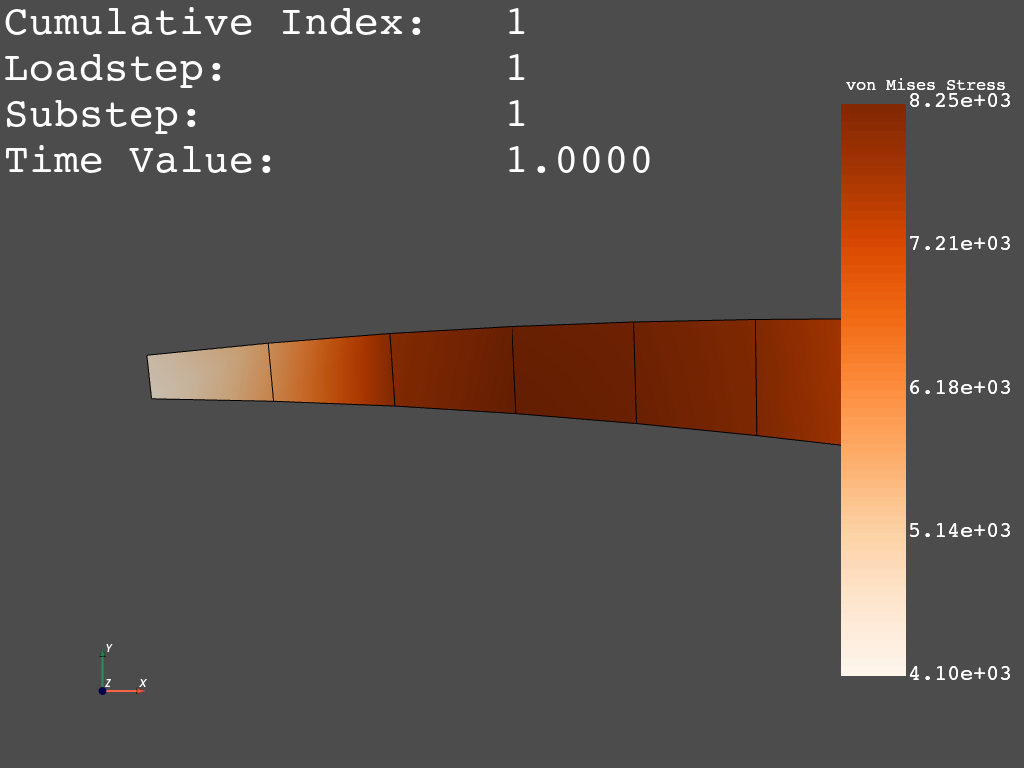 Cumulative Index: 1
Loadstep: 1
Substep: 1
Time Value: 1.0000
von Mises Stress
8.25e+03
7.21e+03
6.18e+03
5.14e+03
4.10e+03
Y
Z X